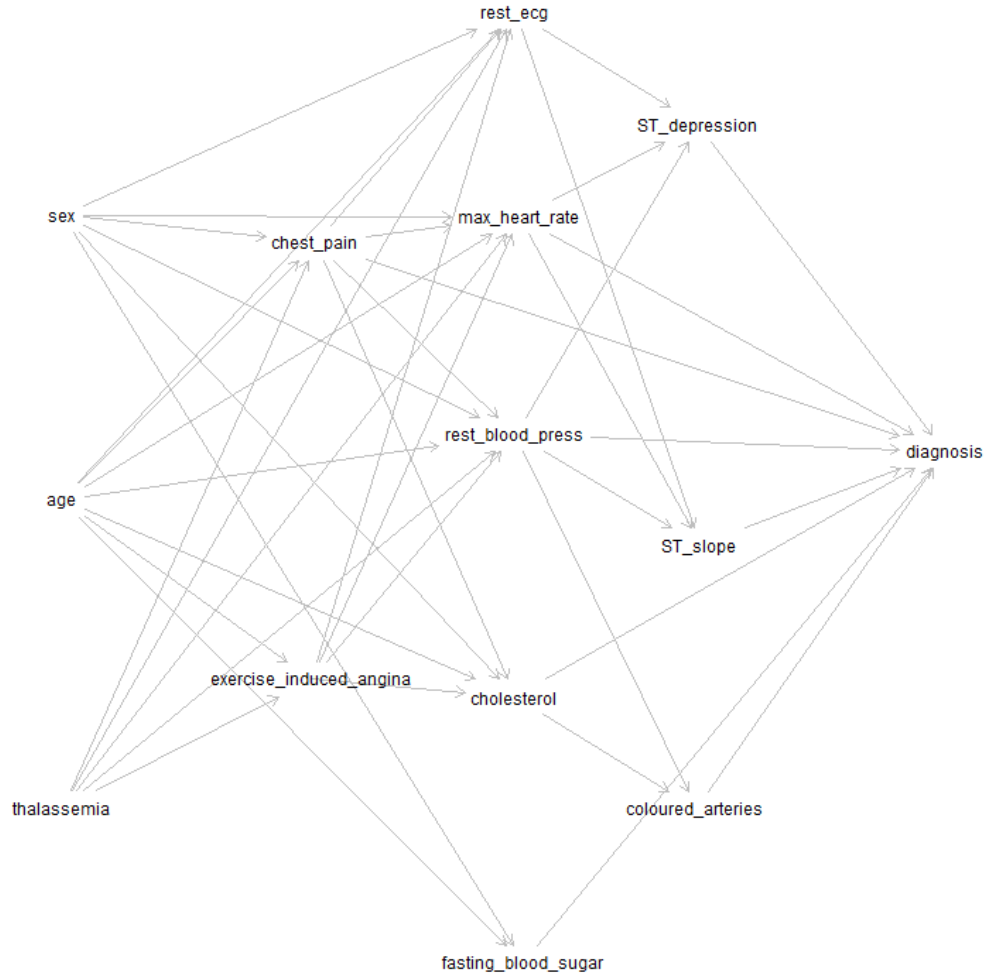 rest_ecg
ST_depression
sex
max_heart_rate
chest_pain
rest_blood_press
diagnosis
age
ST_slope
exercise_induced_angina
cholesterol
thalassemia
coloured_arteries
fasting_blood_sugar